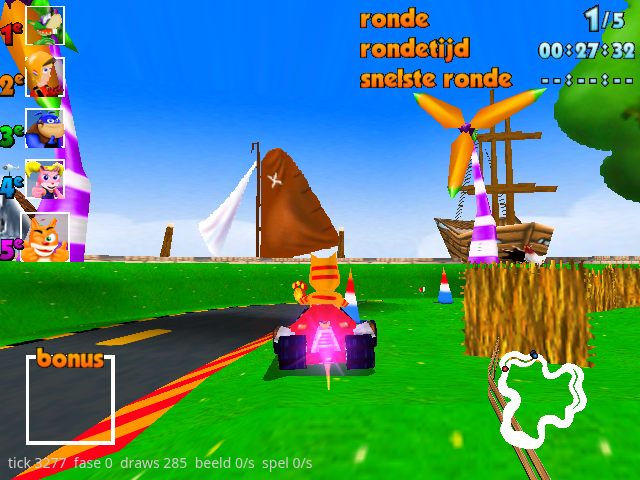 1e
ronde 1/5
2e
rondetijd 00:27:32
snelste ronde --:--:--
3e
4e
5e
bonus
tick 3277 fase 0 draws 285 beeld 0/s spel 0/s